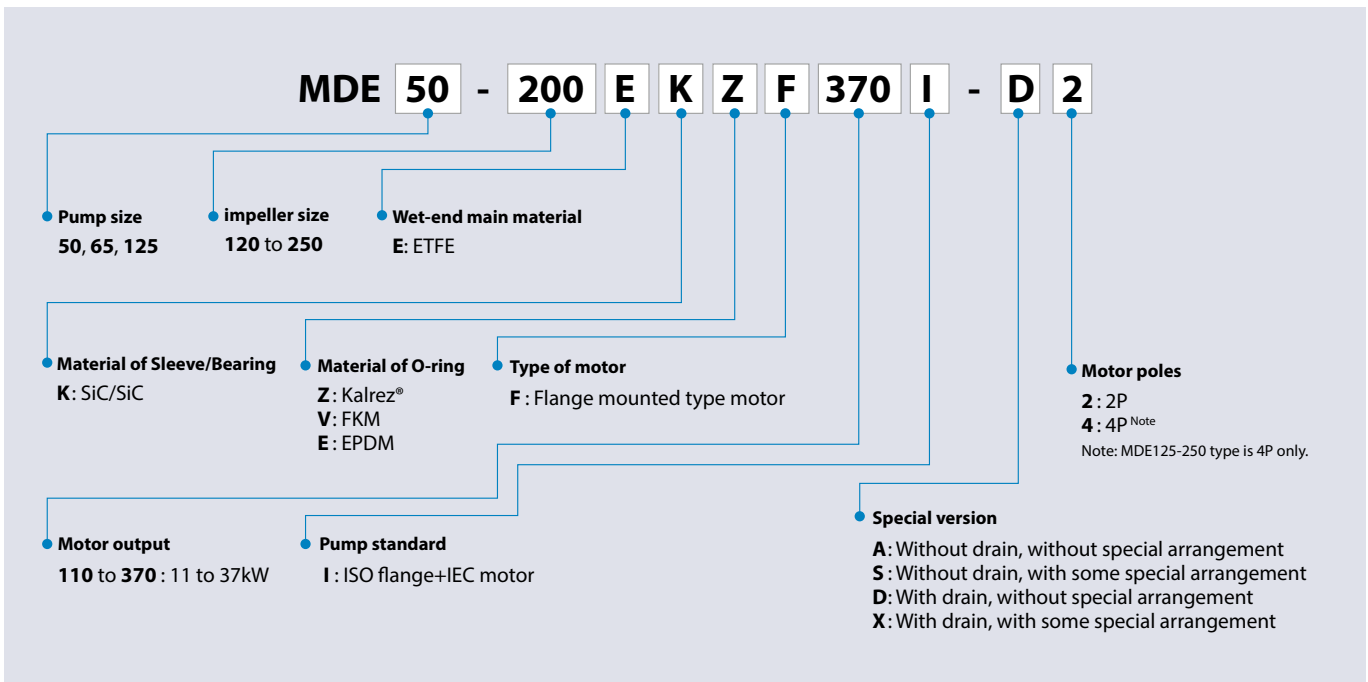 MDE 50 - 200 E K Z F 370 I - D 2
Pump size
50, 65, 125
impeller size
120 to 250
Wet-end main material
E: ETFE
Material of Sleeve/Bearing
K: SiC/SiC
Material of O-ring
Z: Kalrez®
V: FKM
E: EPDM
Type of motor
F: Flange mounted type motor
Motor poles
2: 2P
4: 4P Note
Note: MDE125-250 type is 4P only.
Motor output
110 to 370: 11 to 37kW
Pump standard
I: ISO flange+IEC motor
Special version
A: Without drain, without special arrangement
S: Without drain, with some special arrangement
D: With drain, without special arrangement
X: With drain, with some special arrangement